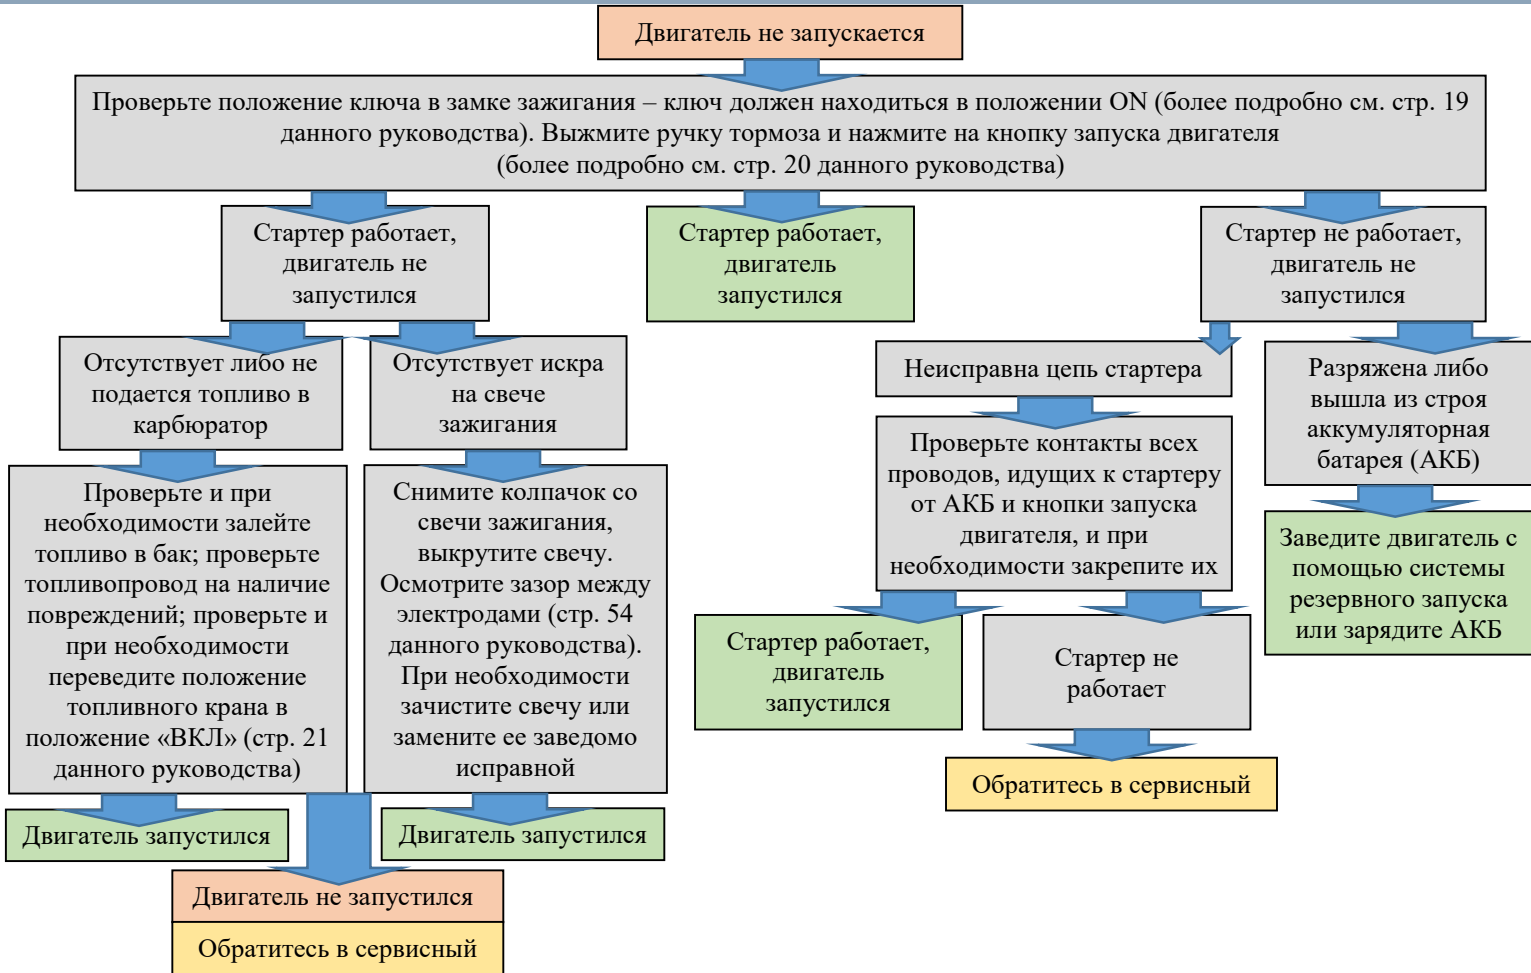 Двигатель не запускается
Проверьте положение ключа в замке зажигания – ключ должен находиться в положении ON (более подробно см. стр. 19
данного руководства). Выжмите ручку тормоза и нажмите на кнопку запуска двигателя
(более подробно см. стр. 20 данного руководства)
Стартер работает,
двигатель не
запустился
Стартер работает,
двигатель
запустился
Стартер не работает,
двигатель не
запустился
Отсутствует либо не
подается топливо в
карбюратор
Отсутствует искра
на свече
зажигания
Неисправна цепь стартера
Разряжена либо
вышла из строя
аккумуляторная
батарея (АКБ)
Проверьте и при
необходимости залейте
топливо в бак; проверьте
топливопровод на наличие
повреждений; проверьте и
при необходимости
переведите положение
топливного крана в
положение «ВКЛ» (стр. 21
данного руководства)
Снимите колпачок со
свечи зажигания,
выкрутите свечу.
Осмотрите зазор между
электродами (стр. 54
данного руководства).
При необходимости
зачистите свечу или
замените ее заведомо
исправной
Проверьте контакты всех
проводов, идущих к стартеру
от АКБ и кнопки запуска
двигателя, и при
необходимости закрепите их
Заведите двигатель с
помощью системы
резервного запуска
или зарядите АКБ
Стартер работает,
двигатель
запустился
Стартер не
работает
Обратитесь в сервисный
Двигатель запустился
Двигатель запустился
Двигатель не запустился
Обратитесь в сервисный